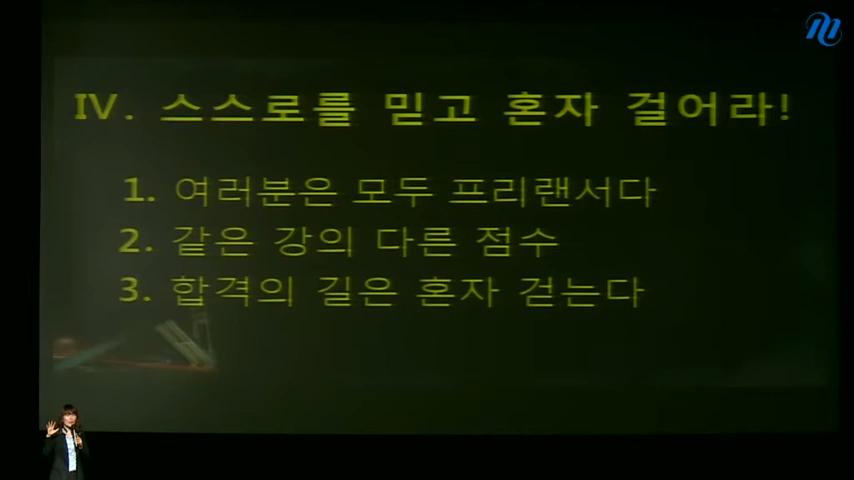 Ⅳ. 스스로를 믿고 혼자 걸어라!
1. 여러분은 모두 프리랜서다
2. 같은 강의 다른 점수
3. 합격의 길은 혼자 걷는다